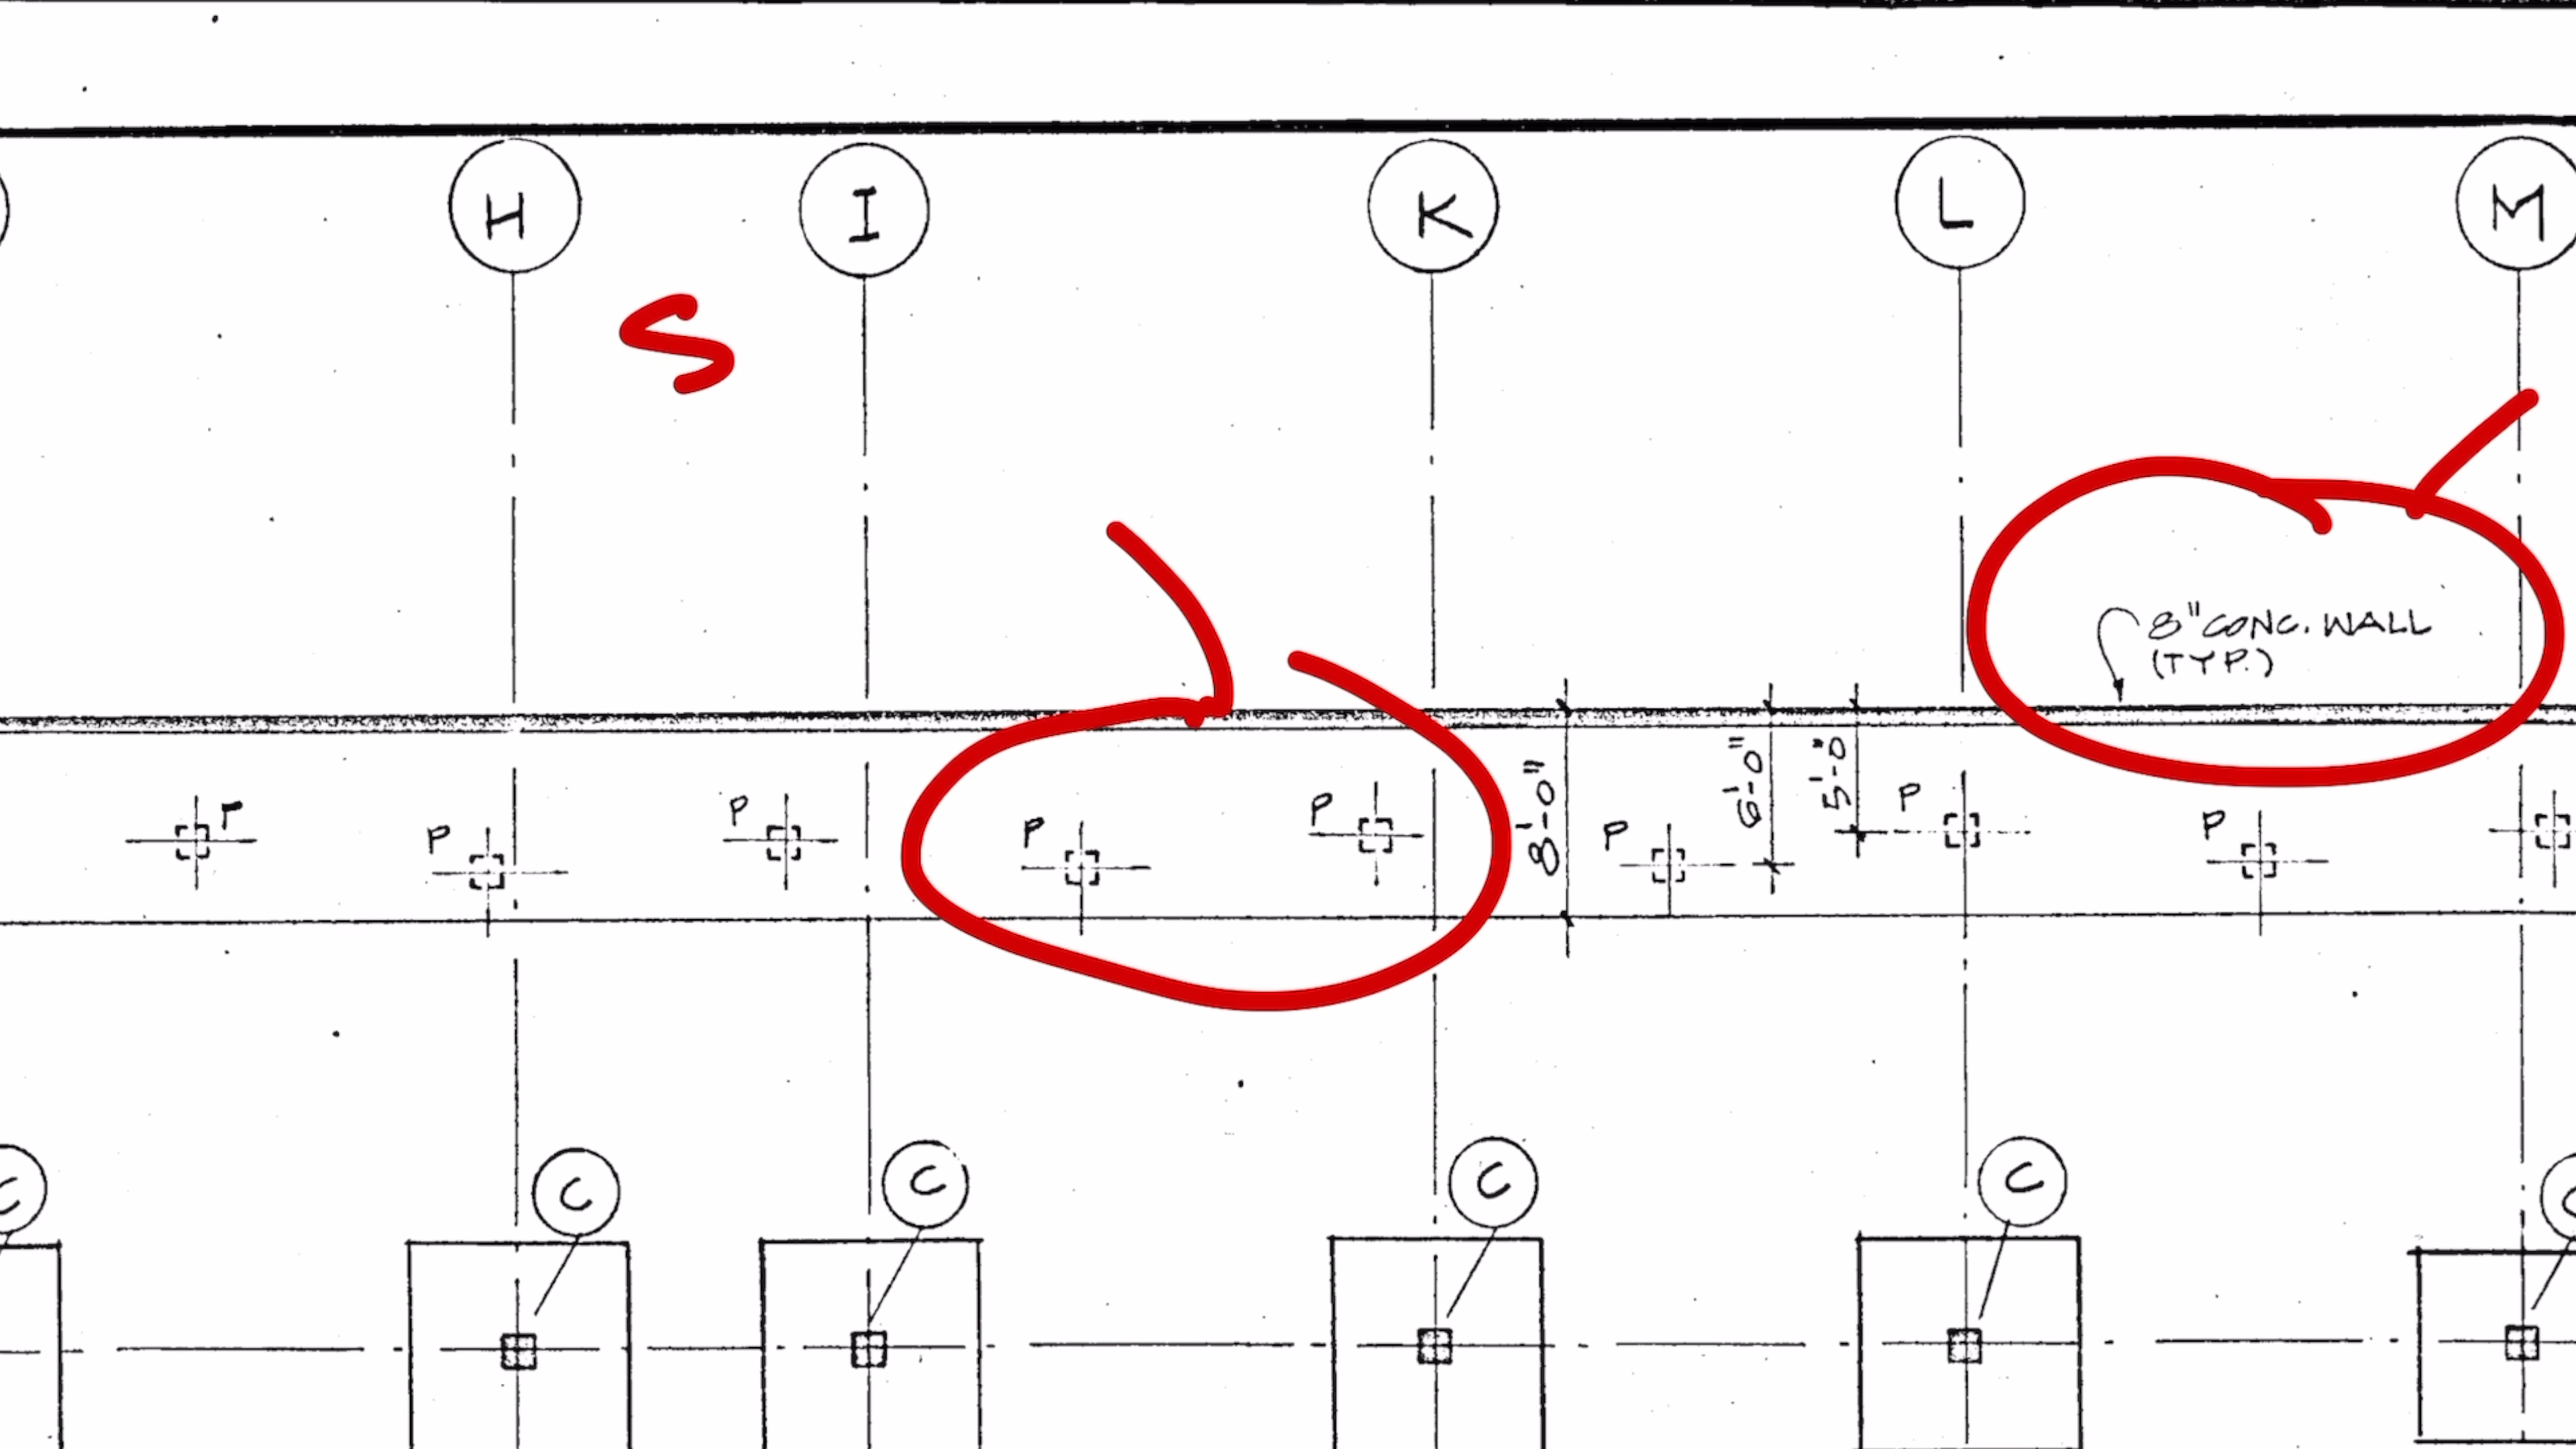 H I K L M
S
8" CONC. WALL
(TYP.)
8'-0" 6'-0" 5'-0"
P P P P P P P P
C C C C C C